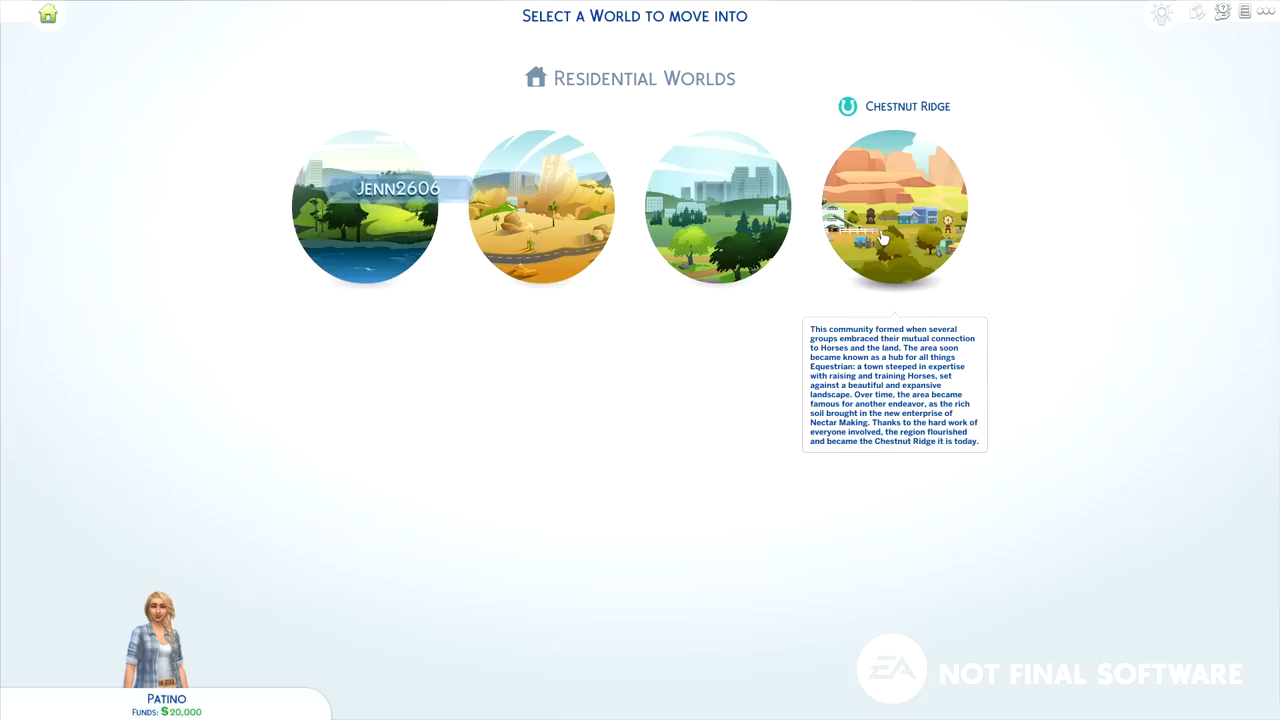 Select a World to move into
Residential Worlds
Chestnut Ridge
Jenn2606
This community formed when several
groups embraced their mutual connection
to Horses and the land. The area soon
became known as a hub for all things
Equestrian: a town steeped in expertise
with raising and training Horses, set
against a beautiful and expansive
landscape. Over time, the area became
famous for another endeavor, as the rich
soil brought in the new enterprise of
Nectar Making. Thanks to the hard work of
everyone involved, the region flourished
and became the Chestnut Ridge it is today.
EA NOT FINAL SOFTWARE
Patino
Funds: §20,000